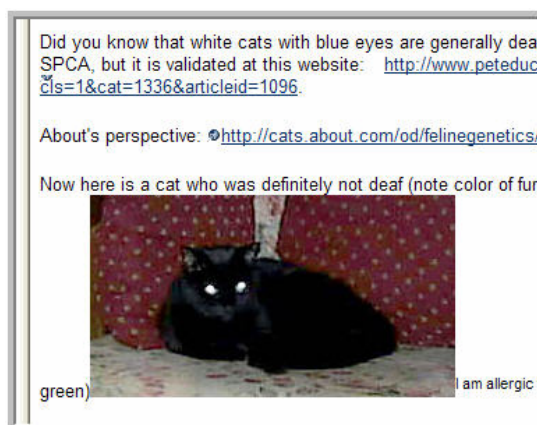 Did you know that white cats with blue eyes are generally dea
SPCA, but it is validated at this website: http://www.peteduc
cls=1&cat=1336&articleid=1096.
About's perspective: http://cats.about.com/od/felinegenetics/
Now here is a cat who was definitely not deaf (note color of fur
green) I am allergic